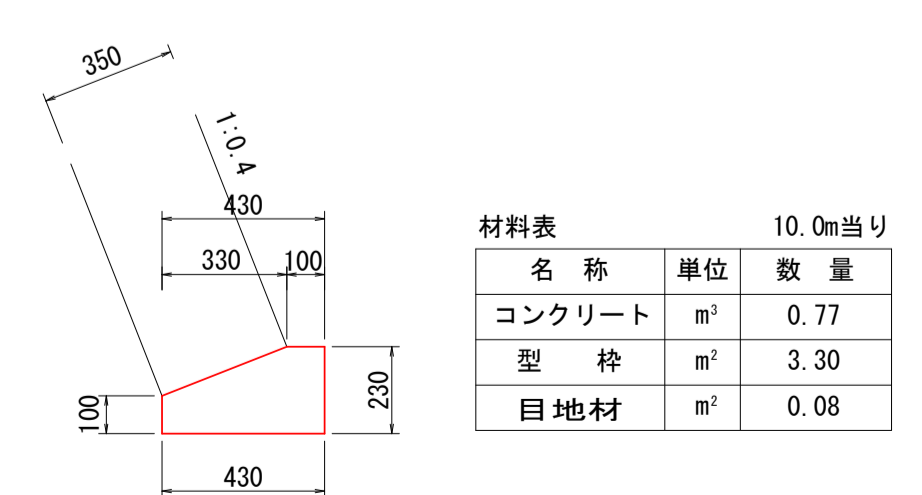 350
1:0.4
430
330 100
100
230
430
材料表 10.0m当り
名 称 単位 数 量
コンクリート m³ 0.77
型 枠 m² 3.30
目地材 m² 0.08